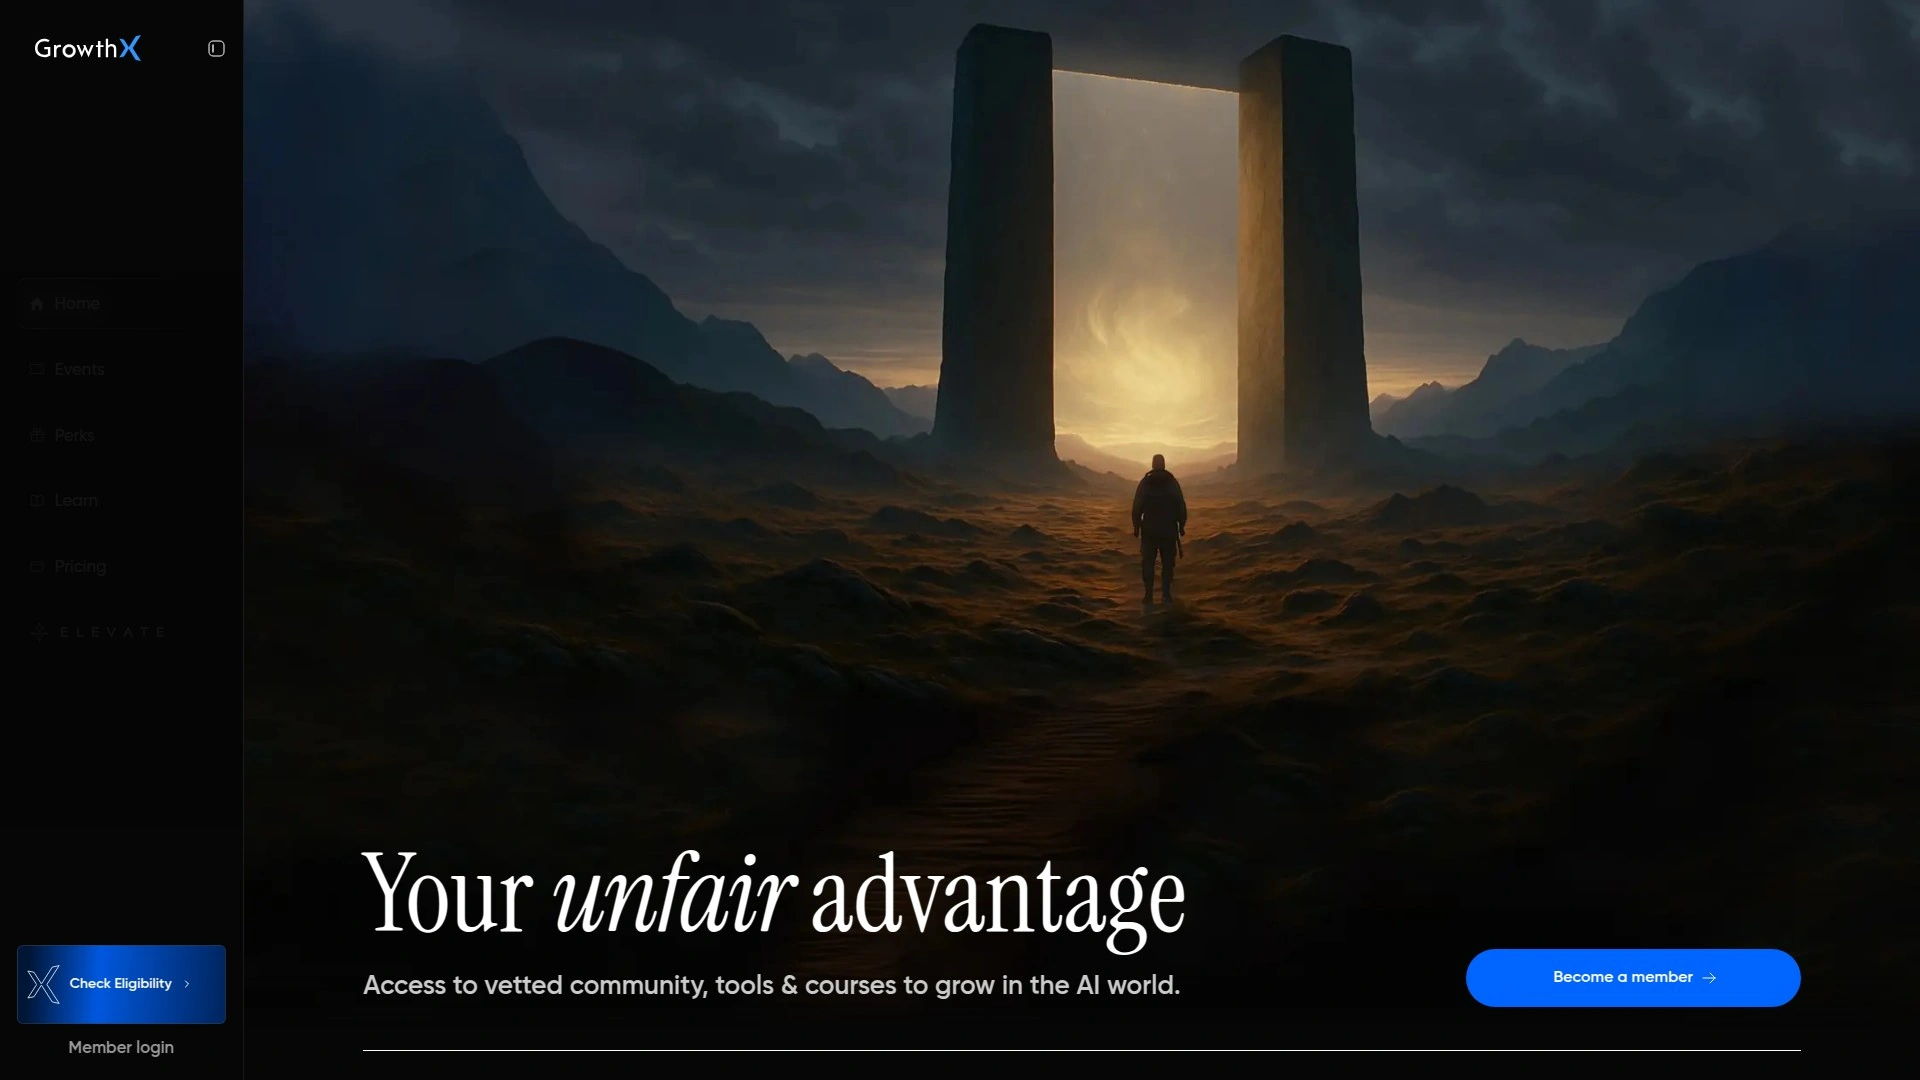 GrowthX
Home
Events
Perks
Learn
Pricing
ELEVATE
Check Eligibility
Member login
Your unfair advantage
Access to vetted community, tools & courses to grow in the AI world.
Become a member